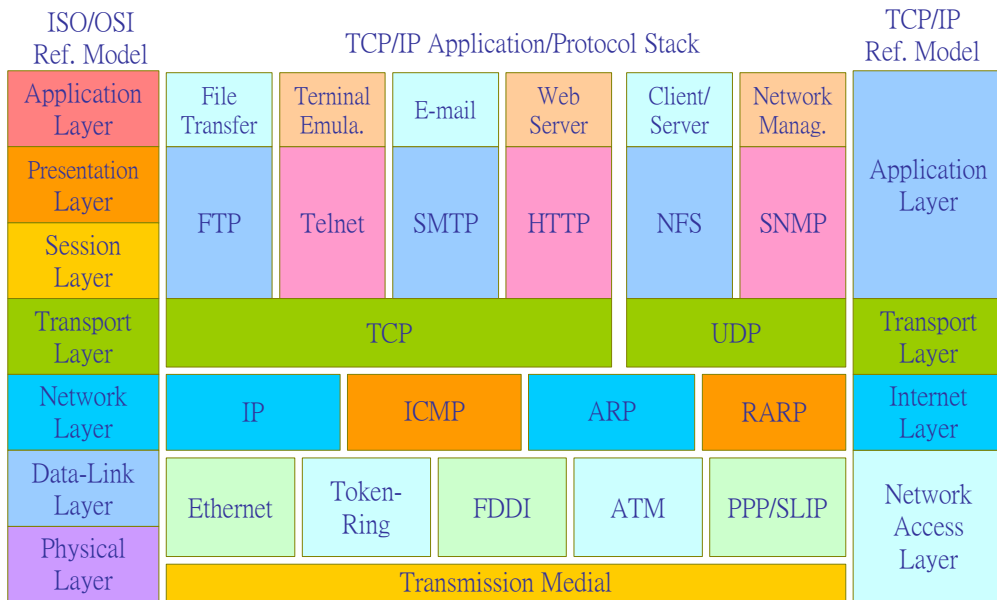 ISO/OSI
Ref. Model
TCP/IP Application/Protocol Stack
TCP/IP
Ref. Model
Application
Layer
File
Transfer
Terninal
Emula.
E-mail
Web
Server
Client/
Server
Network
Manag.
Presentation
Layer
Session
Layer
FTP
Telnet
SMTP
HTTP
NFS
SNMP
Application
Layer
Transport
Layer
TCP
UDP
Transport
Layer
Network
Layer
IP
ICMP
ARP
RARP
Internet
Layer
Data-Link
Layer
Ethernet
Token-
Ring
FDDI
ATM
PPP/SLIP
Network
Access
Layer
Physical
Layer
Transmission Medial